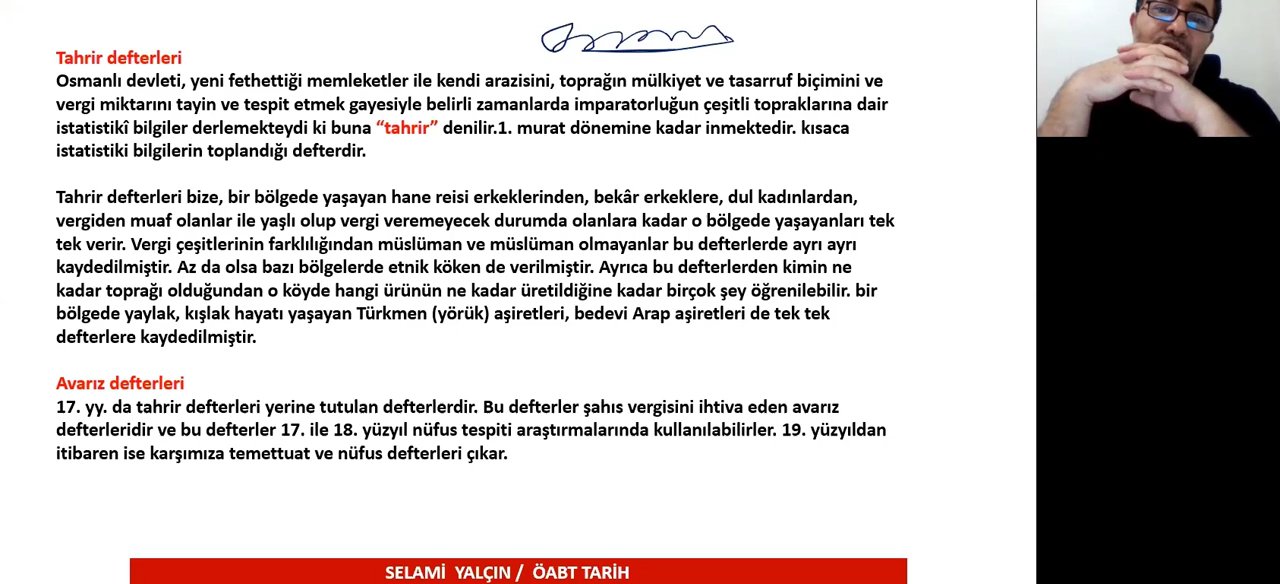 Tahrir defterleri
Osmanlı devleti, yeni fethettiği memleketler ile kendi arazisini, toprağın mülkiyet ve tasarruf biçimini ve
vergi miktarını tayin ve tespit etmek gayesiyle belirli zamanlarda imparatorluğun çeşitli topraklarına dair
istatistikî bilgiler derlemekteydi ki buna “tahrir” denilir.1. murat dönemine kadar inmektedir. kısaca
istatistiki bilgilerin toplandığı defterdir.
Tahrir defterleri bize, bir bölgede yaşayan hane reisi erkeklerinden, bekâr erkeklere, dul kadınlardan,
vergiden muaf olanlar ile yaşlı olup vergi veremeyecek durumda olanlara kadar o bölgede yaşayanları tek
tek verir. Vergi çeşitlerinin farklılığından müslüman ve müslüman olmayanlar bu defterlerde ayrı ayrı
kaydedilmiştir. Az da olsa bazı bölgelerde etnik köken de verilmiştir. Ayrıca bu defterlerden kimin ne
kadar toprağı olduğundan o köyde hangi ürünün ne kadar üretildiğine kadar birçok şey öğrenilebilir. bir
bölgede yaylak, kışlak hayatı yaşayan Türkmen (yörük) aşiretleri, bedevi Arap aşiretleri de tek tek
defterlere kaydedilmiştir.
Avarız defterleri
17. yy. da tahrir defterleri yerine tutulan defterlerdir. Bu defterler şahıs vergisini ihtiva eden avarız
defterleridir ve bu defterler 17. ile 18. yüzyıl nüfus tespiti araştırmalarında kullanılabilirler. 19. yüzyıldan
itibaren ise karşımıza temettuat ve nüfus defterleri çıkar.
SELAMİ YALÇIN / ÖABT TARİH